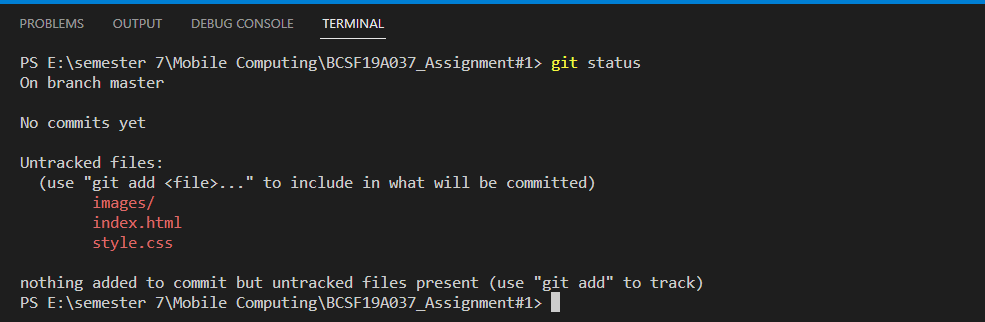 PROBLEMS OUTPUT DEBUG CONSOLE TERMINAL
PS E:\semester 7\Mobile Computing\BCSF19A037_Assignment#1> git status
On branch master
No commits yet
Untracked files:
(use "git add <file>..." to include in what will be committed)
images/
index.html
style.css
nothing added to commit but untracked files present (use "git add" to track)
PS E:\semester 7\Mobile Computing\BCSF19A037_Assignment#1>